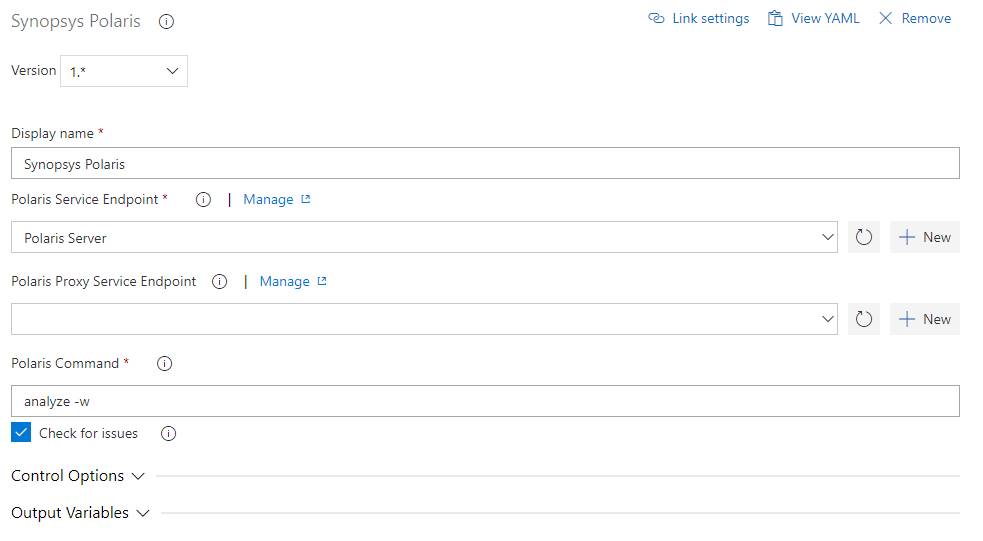 Synopsys Polaris
Link settings View YAML Remove
Version 1.*
Display name *
Synopsys Polaris
Polaris Service Endpoint * | Manage
Polaris Server
New
Polaris Proxy Service Endpoint | Manage
New
Polaris Command *
analyze -w
Check for issues
Control Options
Output Variables